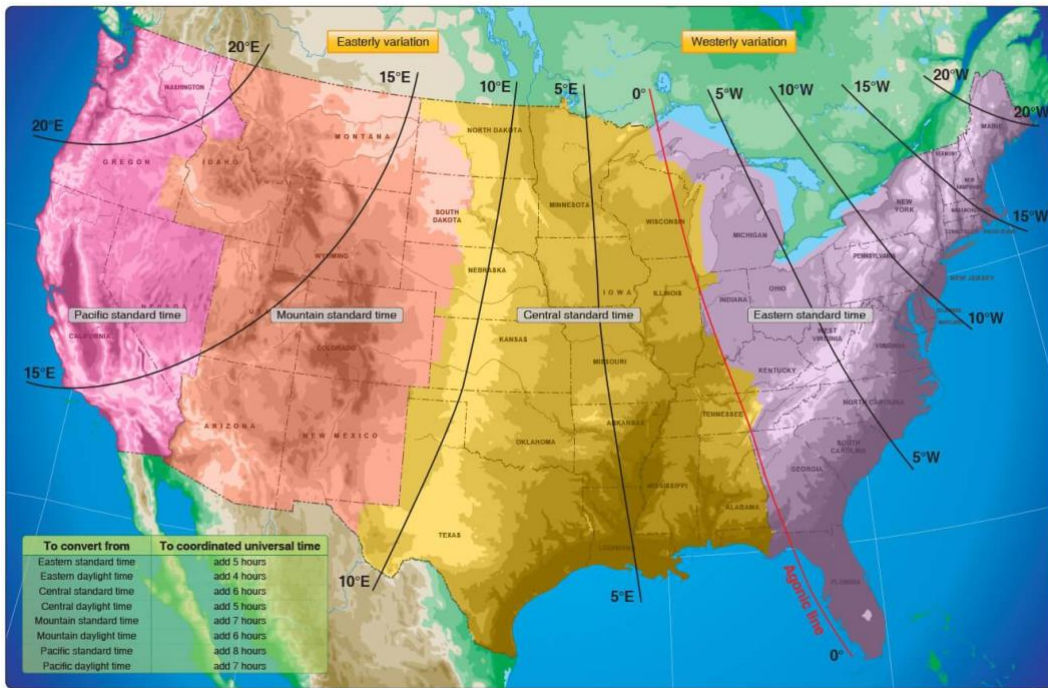 Easterly variation
Westerly variation
20°E
15°E
10°E
5°E
0°
5°W
10°W
15°W
20°W
20°E
20°W
WASHINGTON
MONTANA
NORTH DAKOTA
MAINE
VERMONT
OREGON
IDAHO
SOUTH DAKOTA
MINNESOTA
WISCONSIN
MICHIGAN
NEW YORK
15°W
WYOMING
NEBRASKA
IOWA
ILLINOIS
INDIANA
OHIO
PENNSYLVANIA
NEW JERSEY
Pacific standard time
Mountain standard time
Central standard time
Eastern standard time
10°W
CALIFORNIA
COLORADO
KANSAS
MISSOURI
WEST VIRGINIA
VIRGINIA
KENTUCKY
15°E
ARIZONA
NEW MEXICO
OKLAHOMA
ARKANSAS
TENNESSEE
NORTH CAROLINA
SOUTH CAROLINA
5°W
GEORGIA
MISSISSIPPI
ALABAMA
TEXAS
LOUISIANA
FLORIDA
Agonic line
10°E
5°E
0°
To convert from To coordinated universal time
Eastern standard time add 5 hours
Eastern daylight time add 4 hours
Central standard time add 6 hours
Central daylight time add 5 hours
Mountain standard time add 7 hours
Mountain daylight time add 6 hours
Pacific standard time add 8 hours
Pacific daylight time add 7 hours